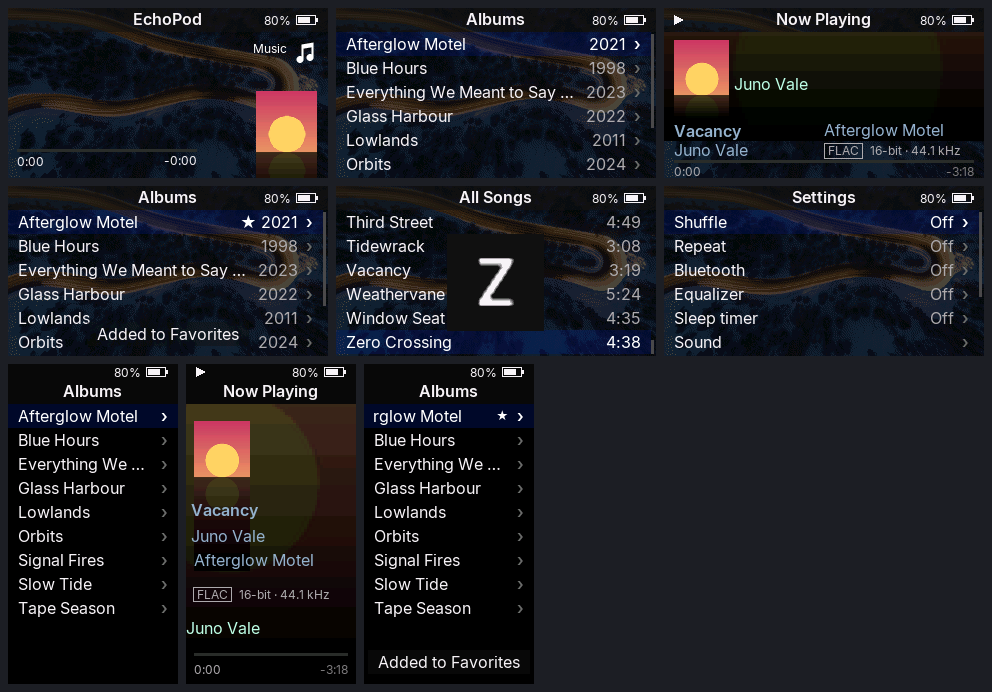 EchoPod 80%
Music
0:00 -0:00
Albums 80%
Afterglow Motel 2021 ›
Blue Hours 1998 ›
Everything We Meant to Say ... 2023 ›
Glass Harbour 2022 ›
Lowlands 2011 ›
Orbits 2024 ›
Now Playing 80%
Juno Vale
Vacancy Afterglow Motel
Juno Vale FLAC 16-bit · 44.1 kHz
0:00 -3:18
Albums 80%
Afterglow Motel ★ 2021 ›
Blue Hours 1998 ›
Everything We Meant to Say ... 2023 ›
Glass Harbour 2022 ›
Lowlands 2011 ›
Added to Favorites
Orbits 2024 ›
All Songs 80%
Third Street 4:49
Tidewrack 3:08
Vacancy 3:19
Weathervane 5:24
Window Seat 4:35
Zero Crossing 4:38
Z
Settings 80%
Shuffle Off ›
Repeat Off ›
Bluetooth Off ›
Equalizer Off ›
Sleep timer Off ›
Sound ›
80%
Albums
Afterglow Motel ›
Blue Hours ›
Everything We ... ›
Glass Harbour ›
Lowlands ›
Orbits ›
Signal Fires ›
Slow Tide ›
Tape Season ›
80%
Now Playing
Vacancy
Juno Vale
Afterglow Motel
FLAC 16-bit · 44.1 kHz
Juno Vale
0:00 -3:18
80%
Albums
rglow Motel ★ ›
Blue Hours ›
Everything We ... ›
Glass Harbour ›
Lowlands ›
Orbits ›
Signal Fires ›
Slow Tide ›
Tape Season ›
Added to Favorites